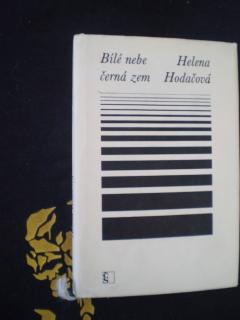 Bílé nebe
černá zem
Helena
Hodačová